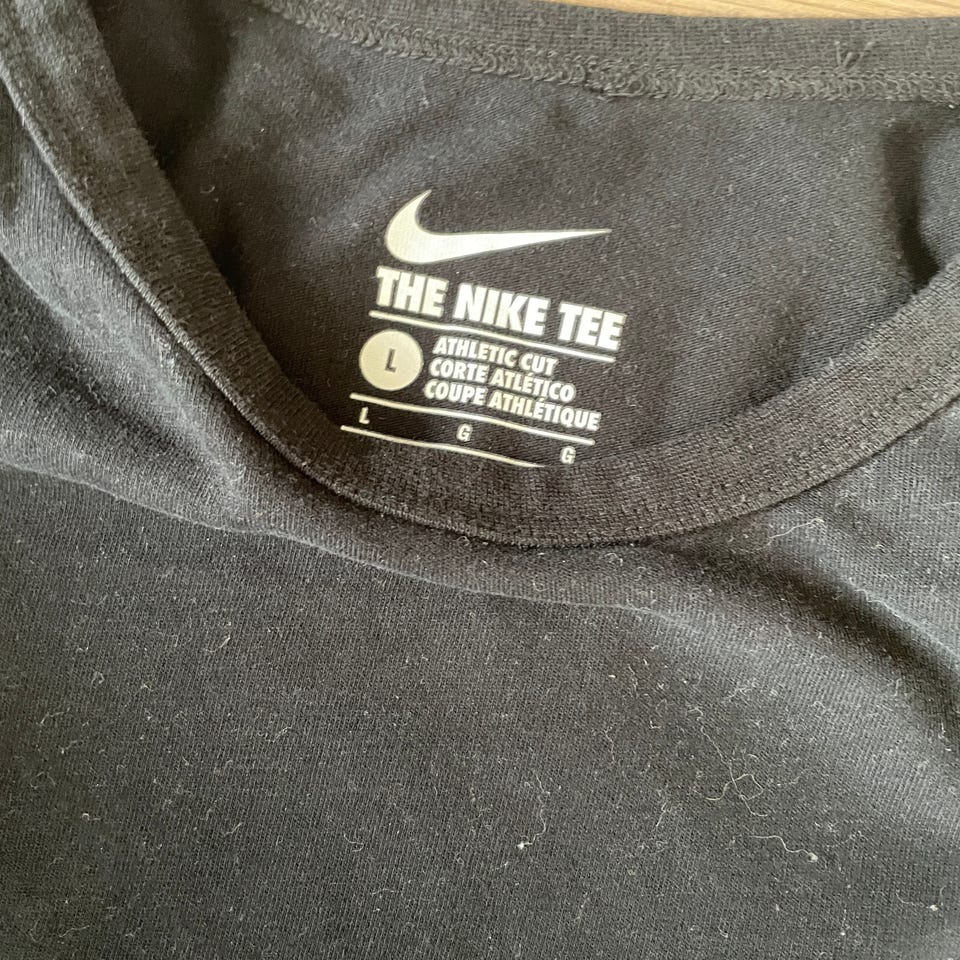 THE NIKE TEE
L
ATHLETIC CUT
CORTE ATLÉTICO
COUPE ATHLÉTIQUE
L G G